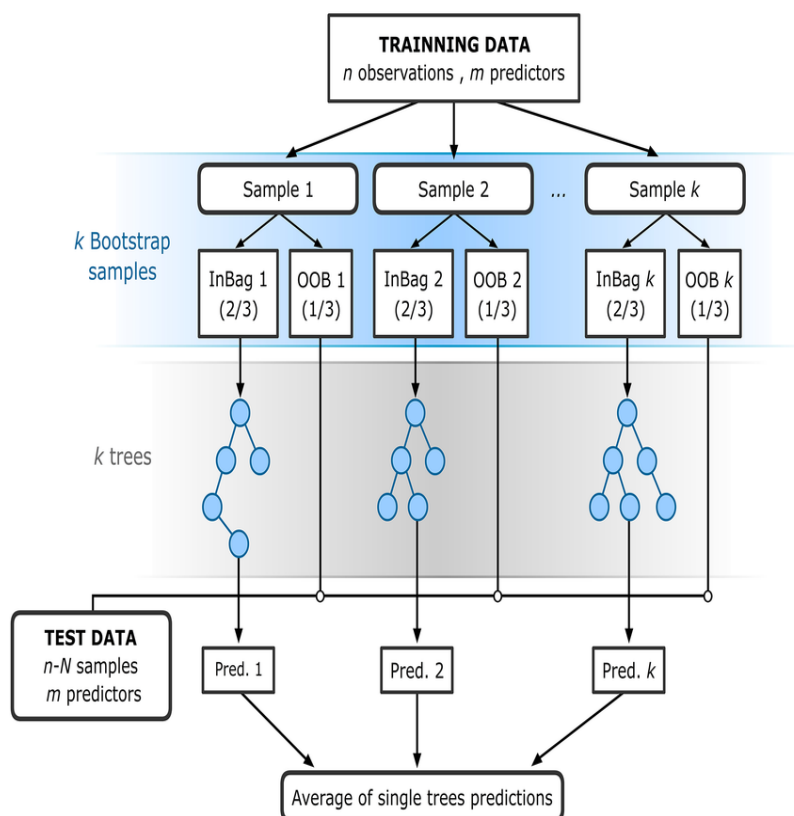 TRAINNING DATA
n observations , m predictors
Sample 1
Sample 2
...
Sample k
k Bootstrap
samples
InBag 1
(2/3)
OOB 1
(1/3)
InBag 2
(2/3)
OOB 2
(1/3)
InBag k
(2/3)
OOB k
(1/3)
k trees
TEST DATA
n-N samples
m predictors
Pred. 1
Pred. 2
Pred. k
Average of single trees predictions